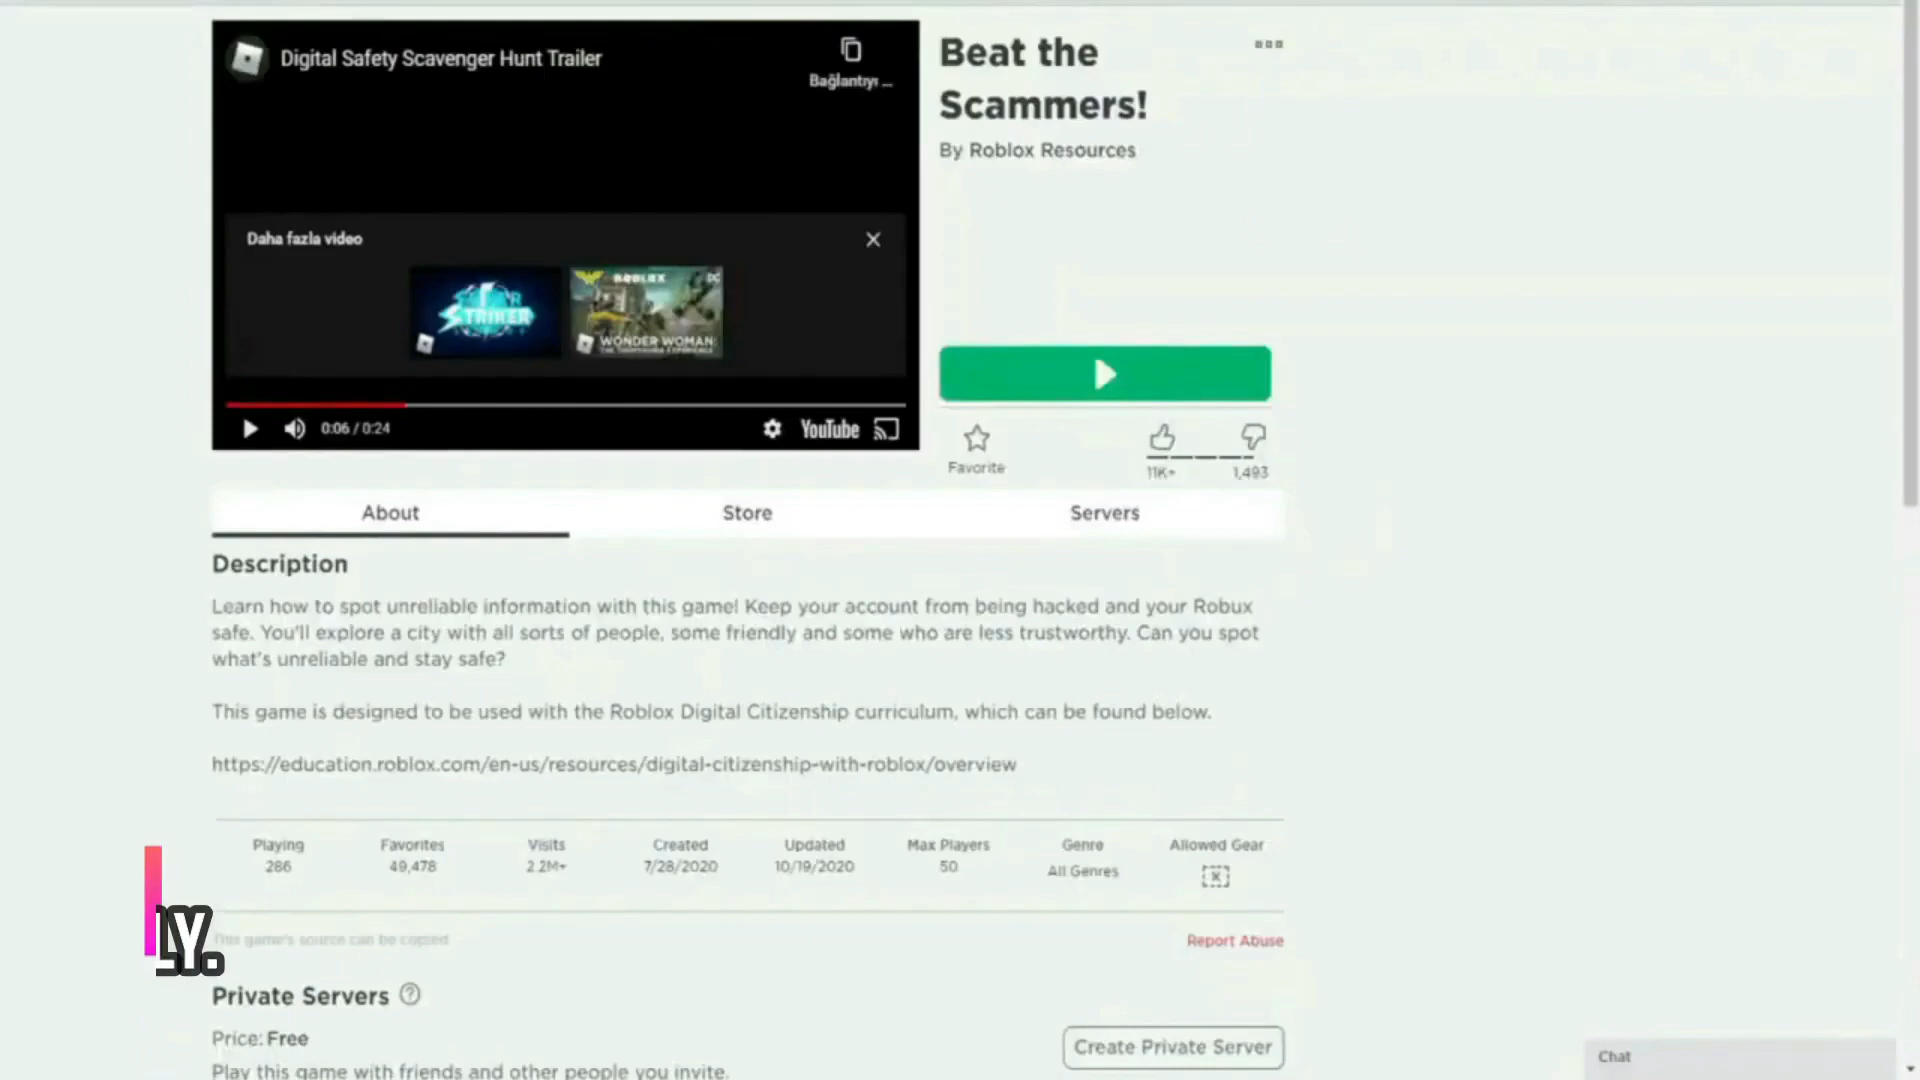 Digital Safety Scavenger Hunt Trailer
Bağlantıyı ...
Daha fazla video
STRIKER
ROBLOX
DC
WONDER WOMAN:
0:06 / 0:24
YouTube
Beat the
Scammers!
By Roblox Resources
Favorite
11K+
1,493
About
Store
Servers
Description
Learn how to spot unreliable information with this game! Keep your account from being hacked and your Robux
safe. You'll explore a city with all sorts of people, some friendly and some who are less trustworthy. Can you spot
what's unreliable and stay safe?
This game is designed to be used with the Roblox Digital Citizenship curriculum, which can be found below.
https://education.roblox.com/en-us/resources/digital-citizenship-with-roblox/overview
Playing Favorites Visits Created Updated Max Players Genre Allowed Gear
286 49,478 2.2M+ 7/28/2020 10/19/2020 50 All Genres
This game's source can be copied
Report Abuse
LY.
Private Servers
Price: Free
Create Private Server
Play this game with friends and other people you invite.
Chat